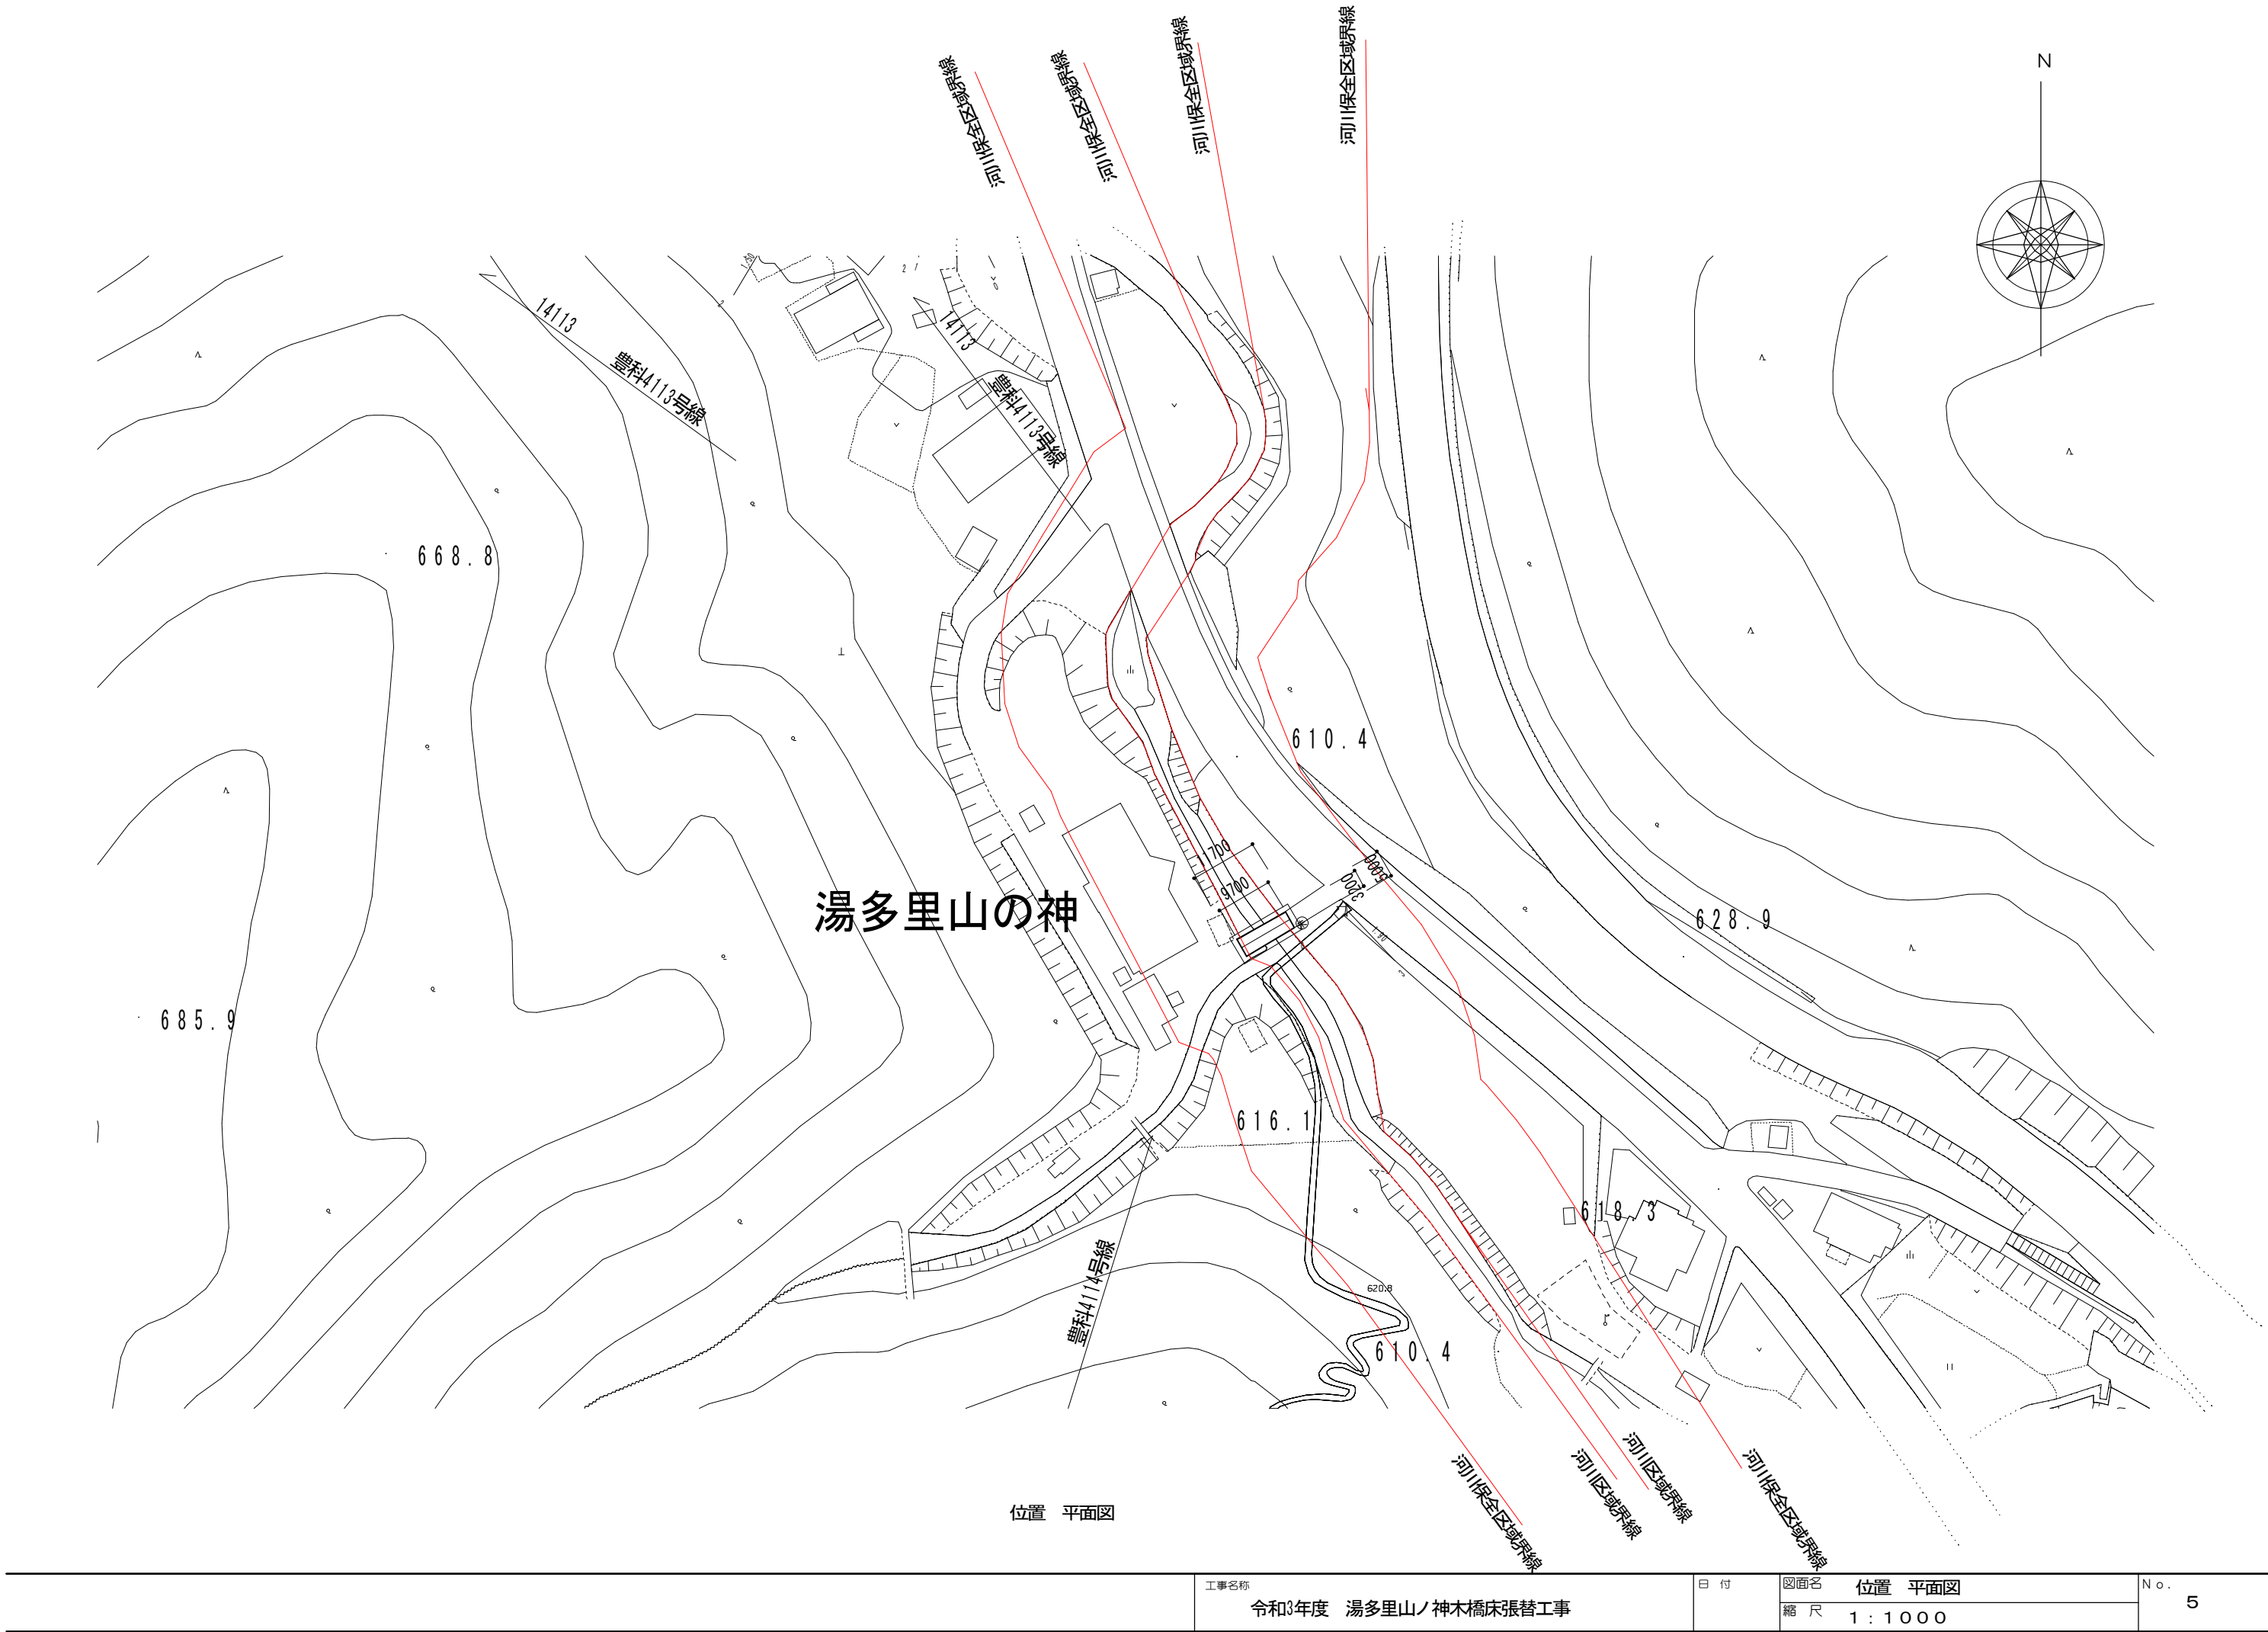 河川保全区域界線
河川保全区域界線
河川保全区域界線
河川保全区域界線
N
14113
豊科4113号線
14113
豊科4113号線
668.8
610.4
11700
9700
5000
3200
湯多里山の神
628.9
685.9
616.1
618.3
豊科4114号線
620.8
610.4
河川保全区域界線
河川区域界線
河川区域界線
河川保全区域界線
位置　平面図
工事名称
令和3年度　湯多里山ノ神木橋床張替工事
日　付
図面名
位置　平面図
縮　尺
1：1000
No.
5